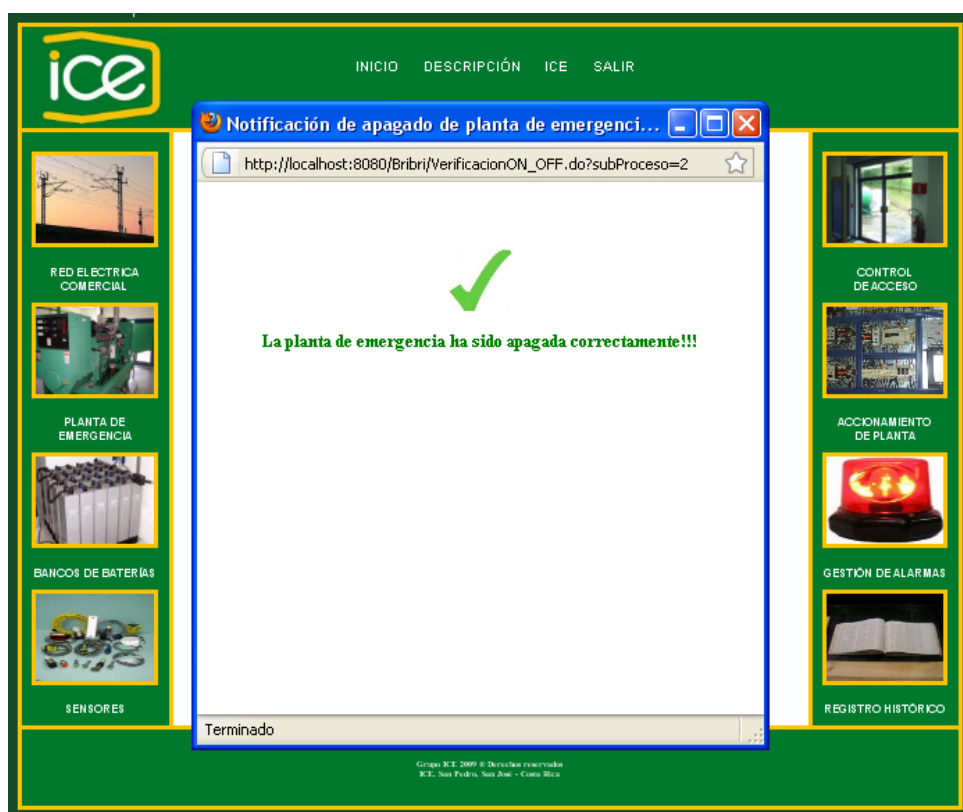 ice
INICIO DESCRIPCIÓN ICE SALIR
Notificación de apagado de planta de emergenci...
http://localhost:8080/Bribri/VerificacionON_OFF.do?subProceso=2
La planta de emergencia ha sido apagada correctamente!!!
Terminado
RED ELECTRICA
COMERCIAL
PLANTA DE
EMERGENCIA
BANCOS DE BATERÍAS
SENSORES
CONTROL
DE ACCESO
ACCIONAMIENTO
DE PLANTA
GESTIÓN DE ALARMAS
REGISTRO HISTÓRICO
Grupo ICE 2009 © Derechos reservados
ICE, San Pedro, San José - Costa Rica